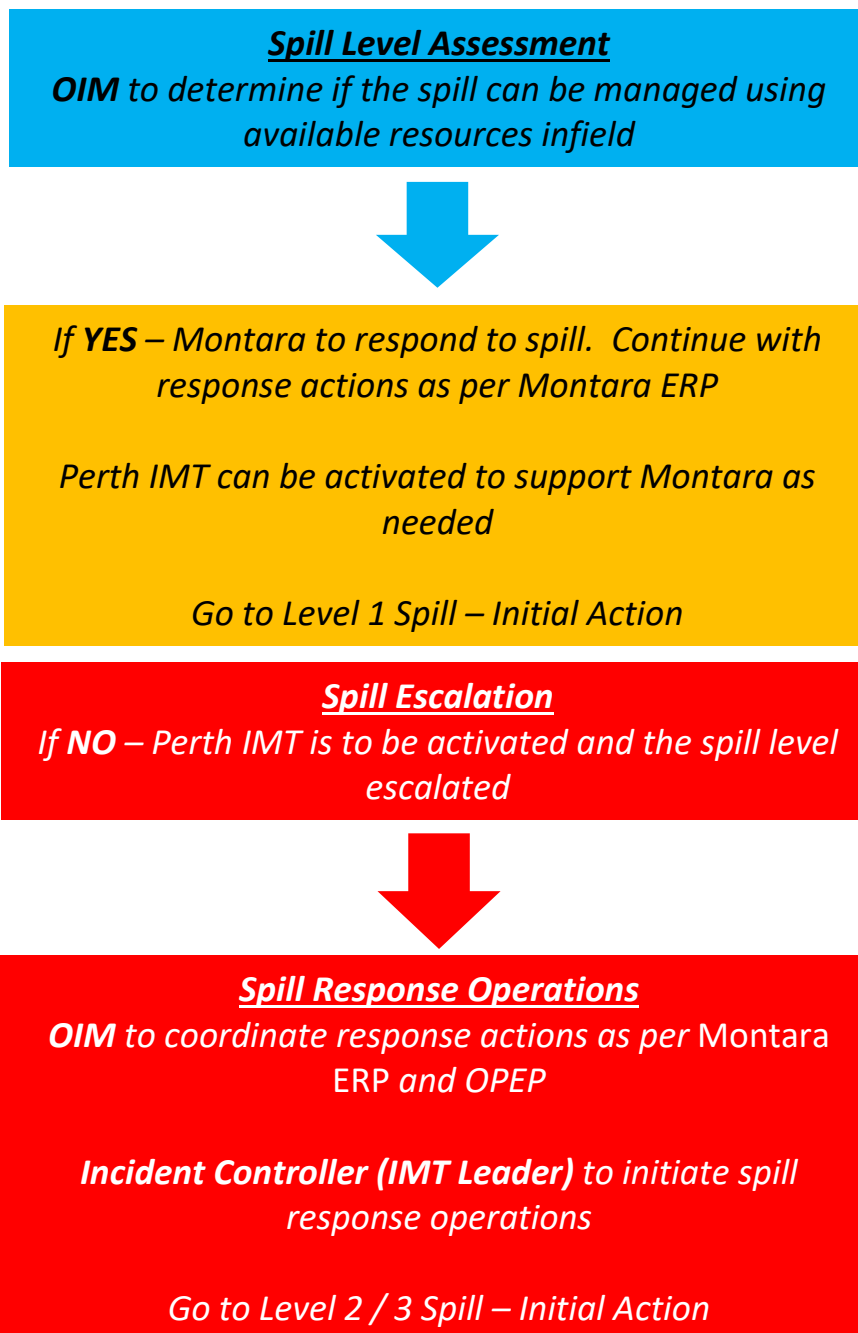 Spill Level Assessment
OIM to determine if the spill can be managed using
available resources infield
If YES – Montara to respond to spill.  Continue with
response actions as per Montara ERP
Perth IMT can be activated to support Montara as
needed
Go to Level 1 Spill – Initial Action
Spill Escalation
If NO – Perth IMT is to be activated and the spill level
escalated
Spill Response Operations
OIM to coordinate response actions as per Montara
ERP and OPEP
Incident Controller (IMT Leader) to initiate spill
response operations
Go to Level 2 / 3 Spill – Initial Action